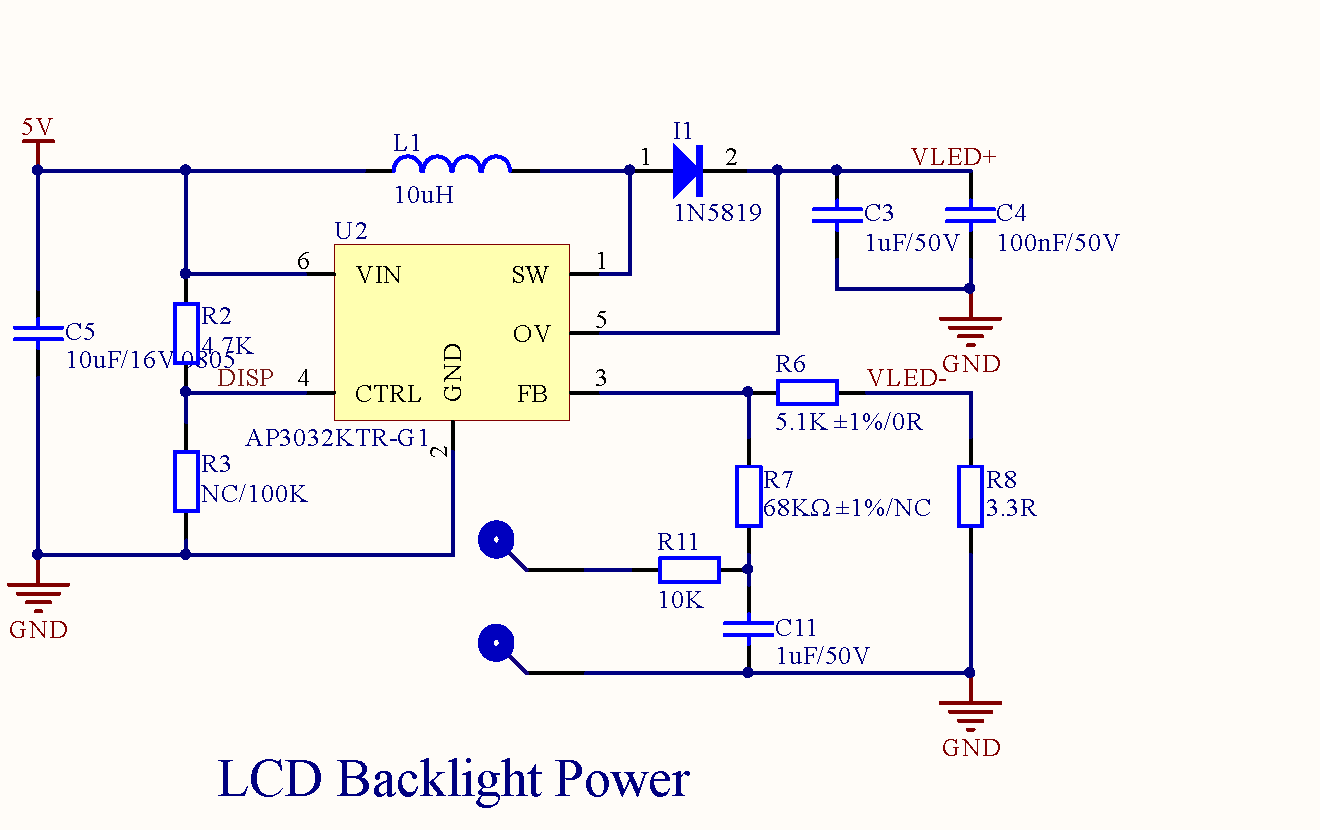 5V
L1
10uH
I1
1
2
1N5819
VLED+
C3
1uF/50V
C4
100nF/50V
GND
U2
6
VIN
SW
1
OV
5
4
CTRL
GND
FB
3
AP3032KTR-G1
2
C5
10uF/16V 0805
R2
4.7K
DISP
R3
NC/100K
GND
R6
5.1K ±1%/0R
VLED-
R7
68KΩ ±1%/NC
R8
3.3R
R11
10K
C11
1uF/50V
GND
LCD Backlight Power